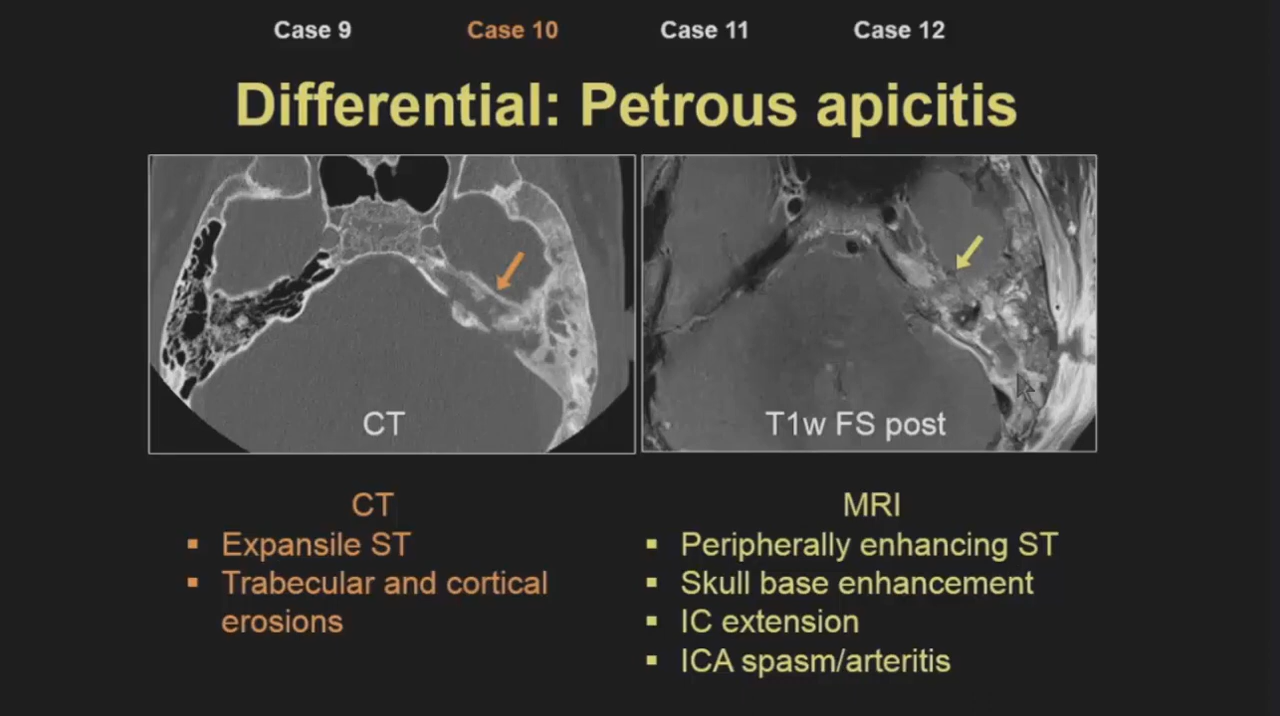 Case 9 Case 10 Case 11 Case 12
Differential: Petrous apicitis
CT
T1w FS post
CT
▪ Expansile ST
▪ Trabecular and cortical
erosions
MRI
▪ Peripherally enhancing ST
▪ Skull base enhancement
▪ IC extension
▪ ICA spasm/arteritis